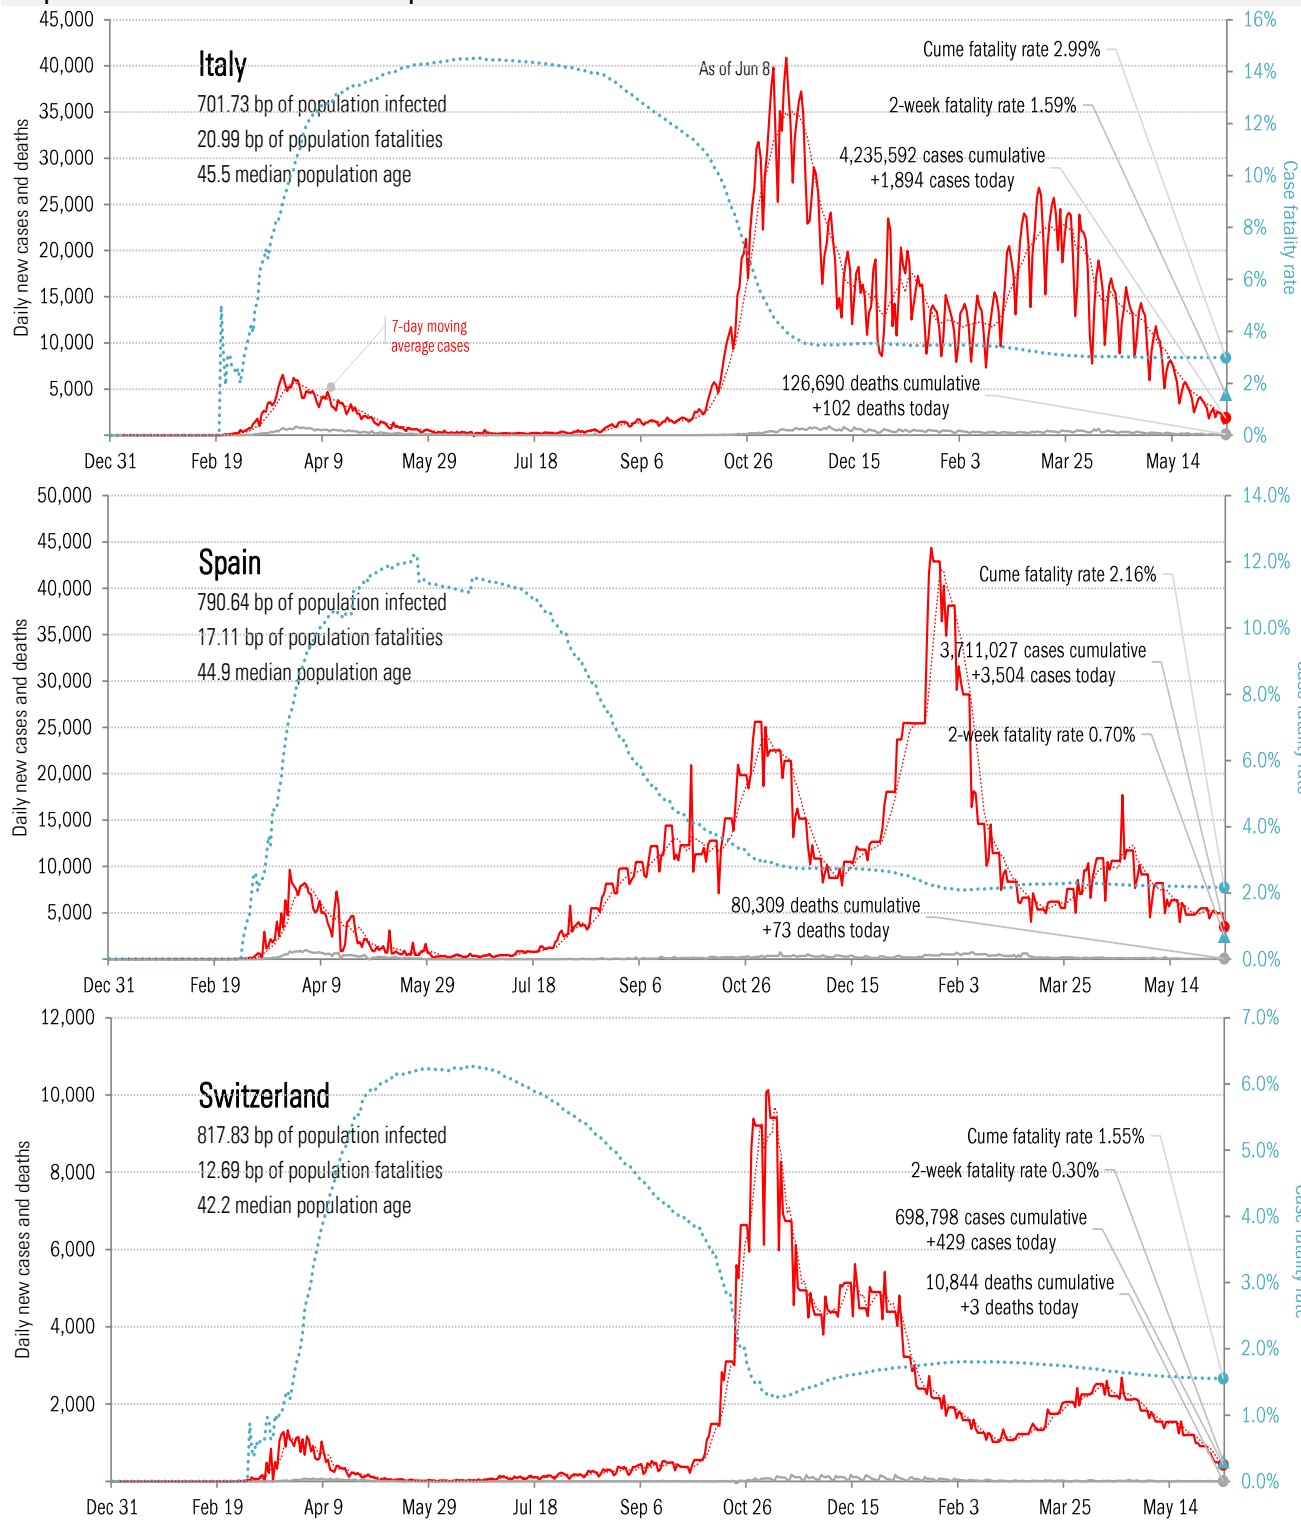 45,000
40,000
35,000
30,000
25,000
20,000
15,000
10,000
5,000
Daily new cases and deaths
Italy
701.73 bp of population infected
20.99 bp of population fatalities
45.5 median population age
7-day moving
average cases
As of Jun 8
Cume fatality rate 2.99%
2-week fatality rate 1.59%
4,235,592 cases cumulative
+1,894 cases today
126,690 deaths cumulative
+102 deaths today
16%
14%
12%
10%
8%
6%
4%
2%
0%
Case fatality rate
Dec 31 Feb 19 Apr 9 May 29 Jul 18 Sep 6 Oct 26 Dec 15 Feb 3 Mar 25 May 14
50,000
45,000
40,000
35,000
30,000
25,000
20,000
15,000
10,000
5,000
Daily new cases and deaths
Spain
790.64 bp of population infected
17.11 bp of population fatalities
44.9 median population age
Cume fatality rate 2.16%
3,711,027 cases cumulative
+3,504 cases today
2-week fatality rate 0.70%
80,309 deaths cumulative
+73 deaths today
14.0%
12.0%
10.0%
8.0%
6.0%
4.0%
2.0%
0.0%
Dec 31 Feb 19 Apr 9 May 29 Jul 18 Sep 6 Oct 26 Dec 15 Feb 3 Mar 25 May 14
12,000
10,000
8,000
6,000
4,000
2,000
Daily new cases and deaths
Switzerland
817.83 bp of population infected
12.69 bp of population fatalities
42.2 median population age
Cume fatality rate 1.55%
2-week fatality rate 0.30%
698,798 cases cumulative
+429 cases today
10,844 deaths cumulative
+3 deaths today
7.0%
6.0%
5.0%
4.0%
3.0%
2.0%
1.0%
0.0%
Dec 31 Feb 19 Apr 9 May 29 Jul 18 Sep 6 Oct 26 Dec 15 Feb 3 Mar 25 May 14